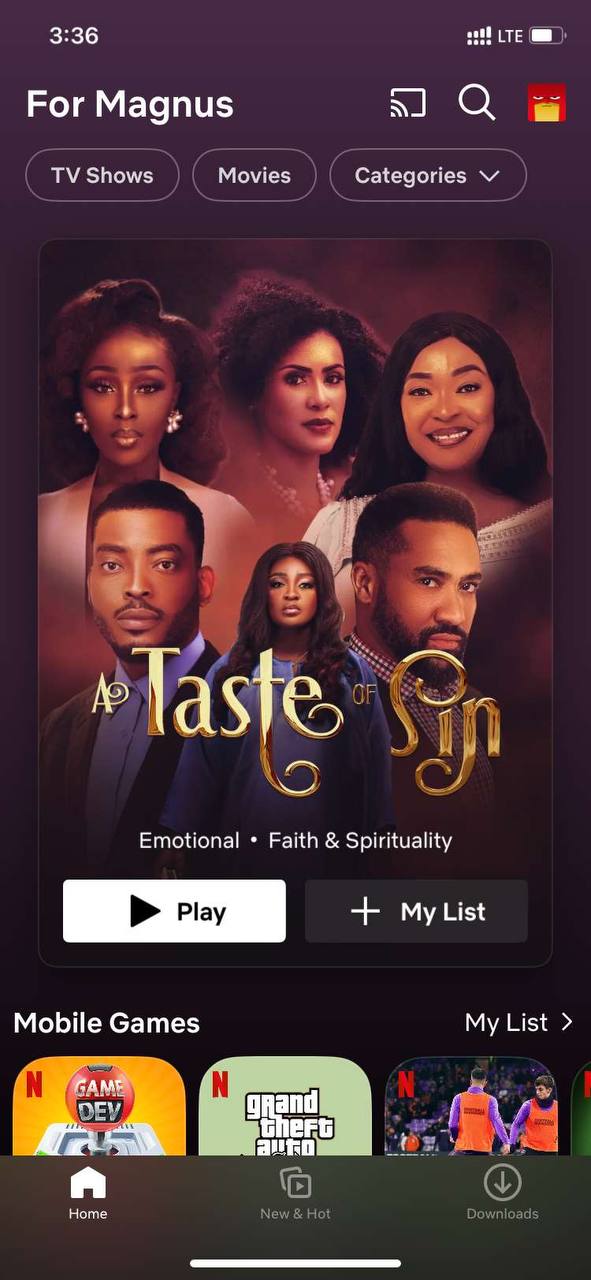 3:36
LTE
For Magnus
TV Shows
Movies
Categories
A Taste OF Sin
Emotional • Faith & Spirituality
Play
My List
Mobile Games
My List
N
GAME
DEV
N
grand
theft
auto
N
Home
New & Hot
Downloads